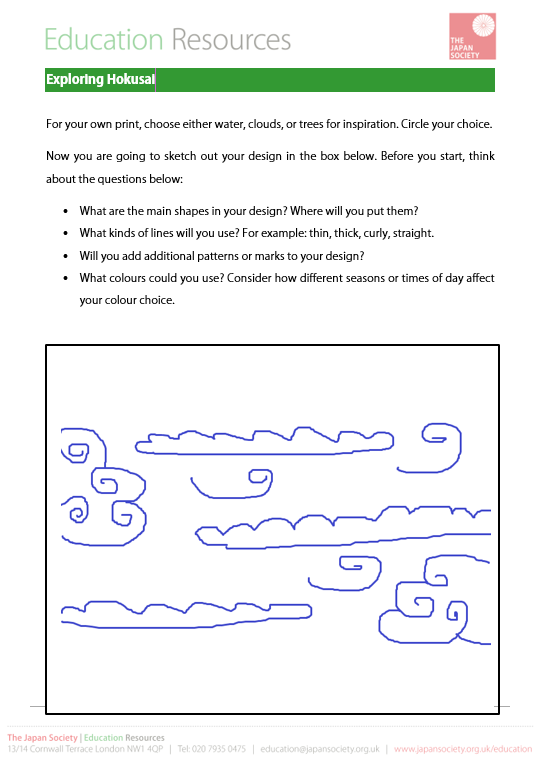 Education Resources
THE
JAPAN
SOCIETY
Exploring Hokusai
For your own print, choose either water, clouds, or trees for inspiration. Circle your choice.
Now you are going to sketch out your design in the box below. Before you start, think
about the questions below:
• What are the main shapes in your design? Where will you put them?
• What kinds of lines will you use? For example: thin, thick, curly, straight.
• Will you add additional patterns or marks to your design?
• What colours could you use? Consider how different seasons or times of day affect
your colour choice.
The Japan Society | Education Resources
13/14 Cornwall Terrace London NW1 4QP | Tel: 020 7935 0475 | education@japansociety.org.uk | www.japansociety.org.uk/education